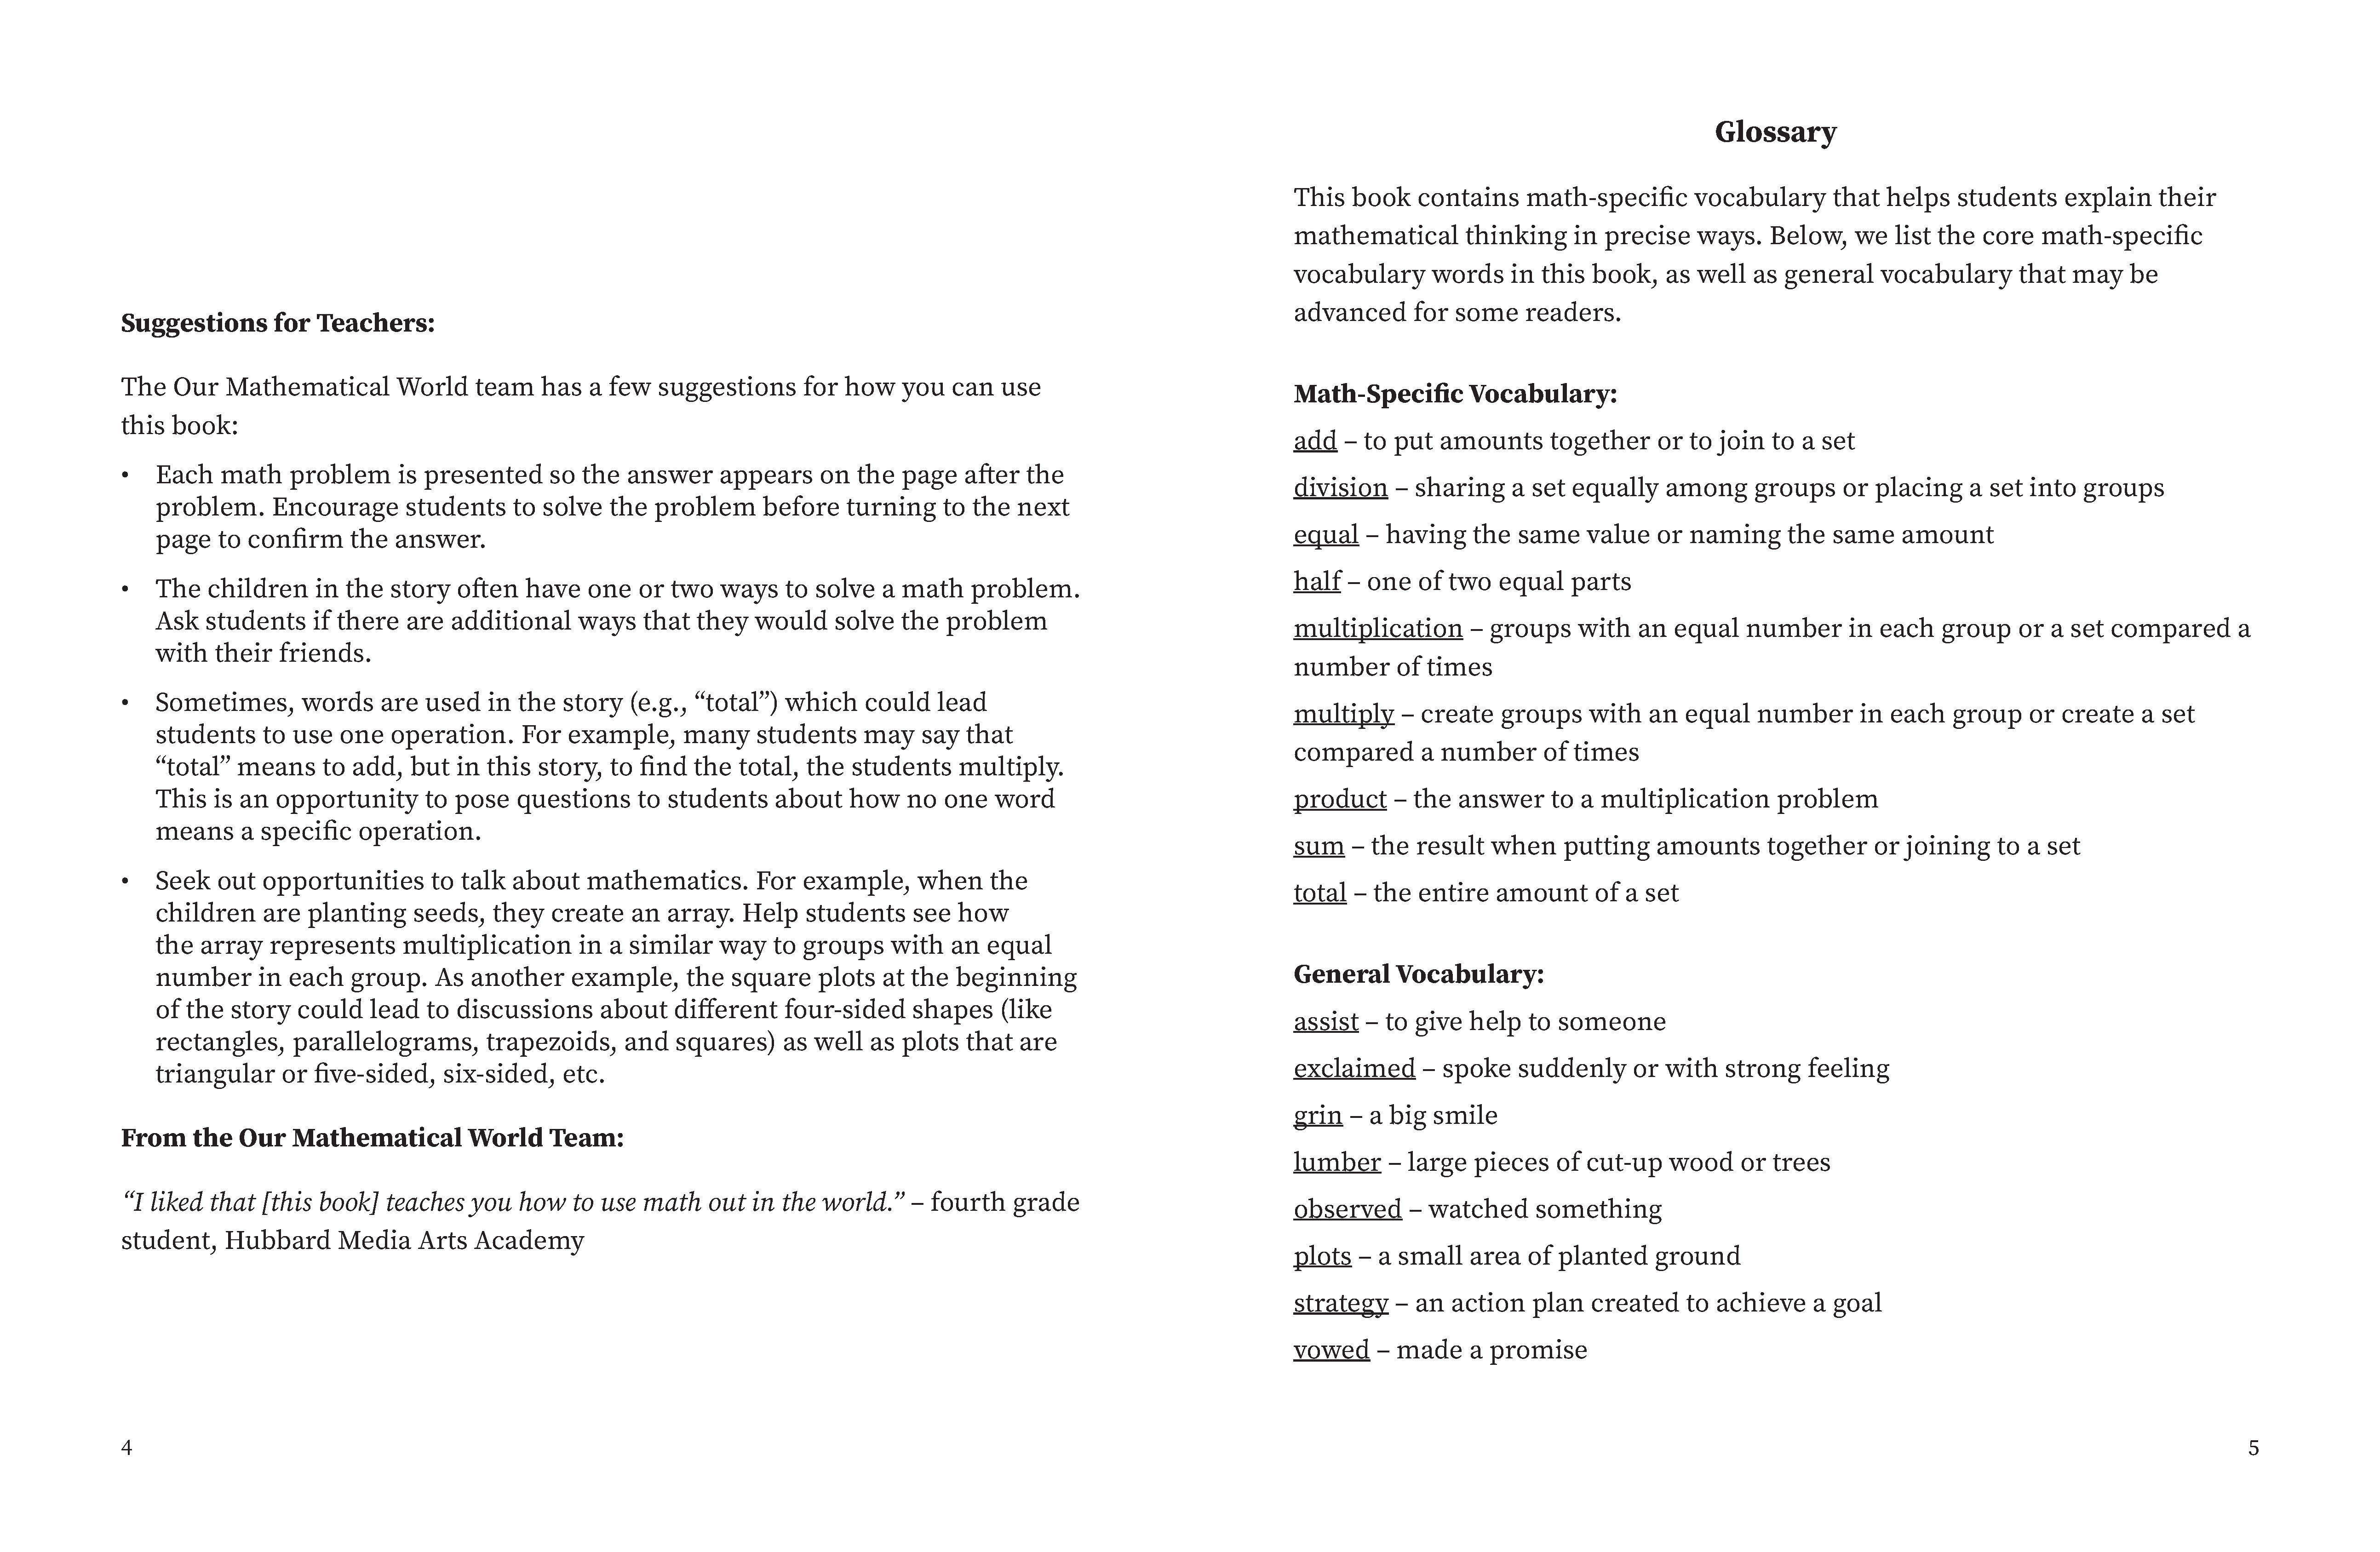 Suggestions for Teachers:
The Our Mathematical World team has a few suggestions for how you can use
this book:
• Each math problem is presented so the answer appears on the page after the
problem. Encourage students to solve the problem before turning to the next
page to confirm the answer.
• The children in the story often have one or two ways to solve a math problem.
Ask students if there are additional ways that they would solve the problem
with their friends.
• Sometimes, words are used in the story (e.g., “total”) which could lead
students to use one operation. For example, many students may say that
“total” means to add, but in this story, to find the total, the students multiply.
This is an opportunity to pose questions to students about how no one word
means a specific operation.
• Seek out opportunities to talk about mathematics. For example, when the
children are planting seeds, they create an array. Help students see how
the array represents multiplication in a similar way to groups with an equal
number in each group. As another example, the square plots at the beginning
of the story could lead to discussions about different four-sided shapes (like
rectangles, parallelograms, trapezoids, and squares) as well as plots that are
triangular or five-sided, six-sided, etc.
From the Our Mathematical World Team:
“I liked that [this book] teaches you how to use math out in the world.” – fourth grade
student, Hubbard Media Arts Academy
4
Glossary
This book contains math-specific vocabulary that helps students explain their
mathematical thinking in precise ways. Below, we list the core math-specific
vocabulary words in this book, as well as general vocabulary that may be
advanced for some readers.
Math-Specific Vocabulary:
add – to put amounts together or to join to a set
division – sharing a set equally among groups or placing a set into groups
equal – having the same value or naming the same amount
half – one of two equal parts
multiplication – groups with an equal number in each group or a set compared a
number of times
multiply – create groups with an equal number in each group or create a set
compared a number of times
product – the answer to a multiplication problem
sum – the result when putting amounts together or joining to a set
total – the entire amount of a set
General Vocabulary:
assist – to give help to someone
exclaimed – spoke suddenly or with strong feeling
grin – a big smile
lumber – large pieces of cut-up wood or trees
observed – watched something
plots – a small area of planted ground
strategy – an action plan created to achieve a goal
vowed – made a promise
5